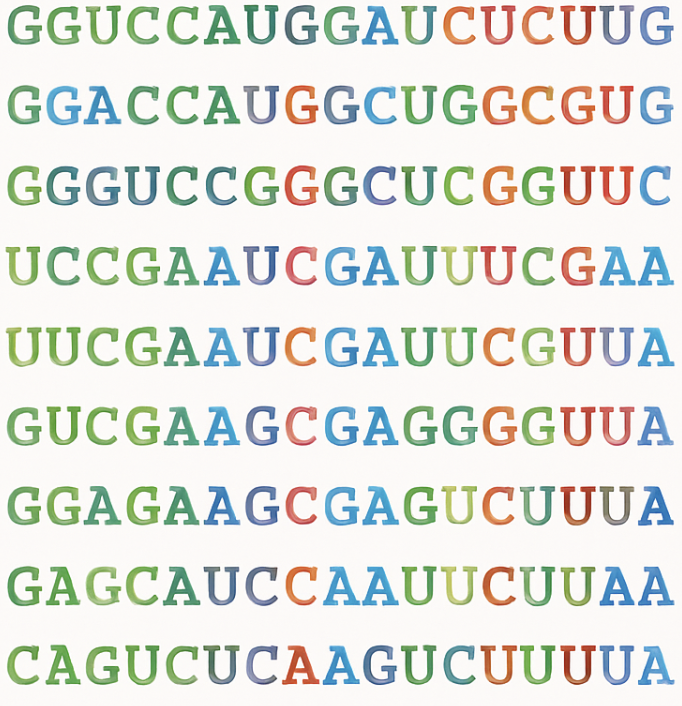 GGUCCAUGGAUCUCUUG
GGACCAUGGCUGGCGUG
GGGUCCGGGCUCGGUUC
UCCGAAUCGAUUUCGAA
UUCGAAUCGAUUCGUUA
GUCGAAGCGAGGGGUUA
GGAGAAGCGAGUCUUUA
GAGCAUCCAAUUCUUAA
CAGUCUCAAGUCUUUUA